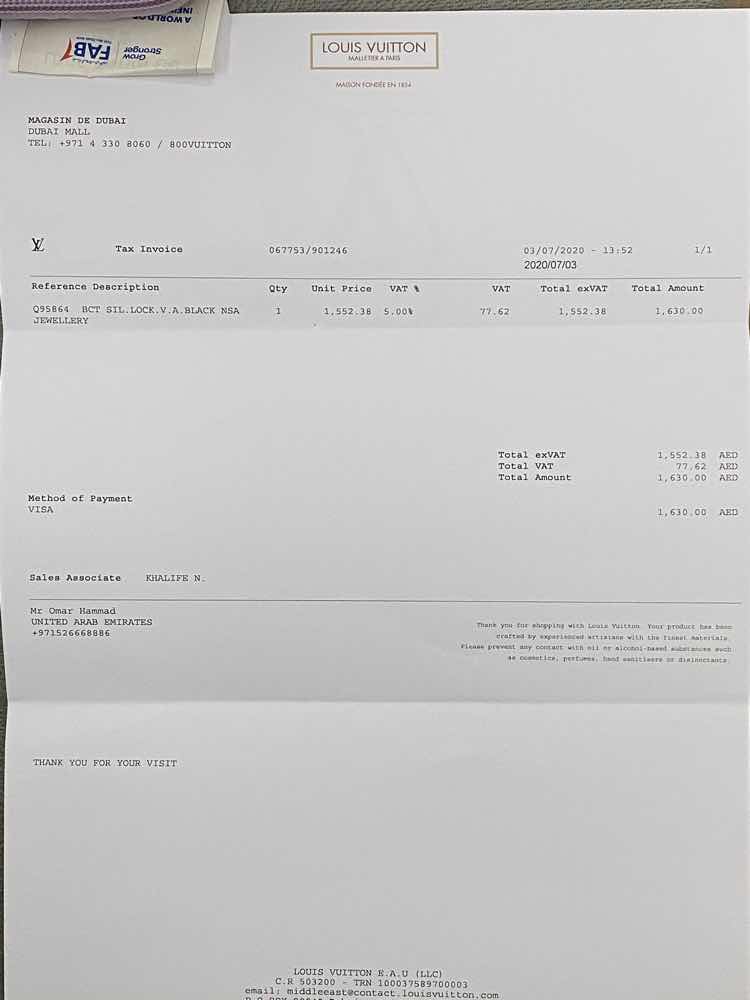 A WORLD O
INFI
Grow
Stronger
FAB
LOUIS VUITTON
MALLETIER A PARIS
MAISON FONDÉE EN 1854
MAGASIN DE DUBAI
DUBAI MALL
TEL: +971 4 330 8060 / 800VUITTON
LV Tax Invoice 067753/901246 03/07/2020 - 13:52 1/1
2020/07/03
Reference Description Qty Unit Price VAT % VAT Total exVAT Total Amount
Q95864 BCT SIL.LOCK.V.A.BLACK NSA 1 1,552.38 5.00% 77.62 1,552.38 1,630.00
JEWELLERY
Total exVAT 1,552.38 AED
Total VAT 77.62 AED
Total Amount 1,630.00 AED
Method of Payment
VISA 1,630.00 AED
Sales Associate KHALIFE N.
Mr Omar Hammad
UNITED ARAB EMIRATES
+971526668886
Thank you for shopping with Louis Vuitton. Your product has been
crafted by experienced artisians with the finest materials.
Please prevent any contact with oil or alcohol-based substances such
as cosmetics, perfumes, hand sanitisers or disinectants.
THANK YOU FOR YOUR VISIT
LOUIS VUITTON E.A.U (LLC)
C.R 503200 - TRN 100037589700003
email: middleeast@contact.louisvuitton.com